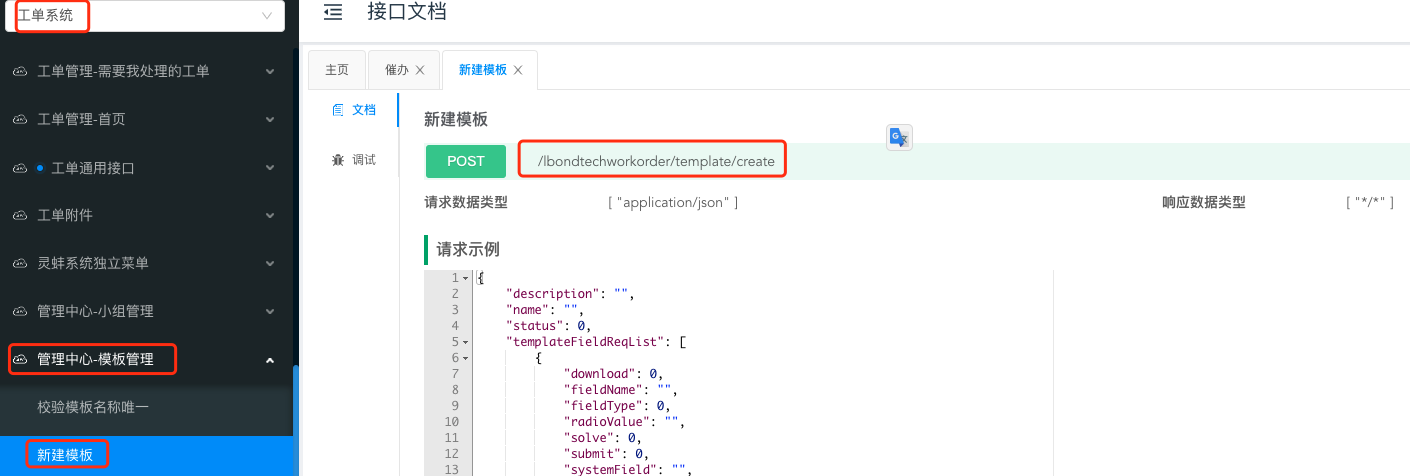 工单系统
工单管理-需要我处理的工单
工单管理-首页
工单通用接口
工单附件
灵蚌系统独立菜单
管理中心-小组管理
管理中心-模板管理
校验模板名称唯一
新建模板
接口文档
主页 催办 新建模板
文档
调试
新建模板
POST /lbondtechworkorder/template/create
请求数据类型 [ "application/json" ] 响应数据类型 [ "*/*" ]
请求示例
1 {
2 "description": "",
3 "name": "",
4 "status": 0,
5 "templateFieldReqList": [
6 {
7 "download": 0,
8 "fieldName": "",
9 "fieldType": 0,
10 "radioValue": "",
11 "solve": 0,
12 "submit": 0,
13 "systemField": "",